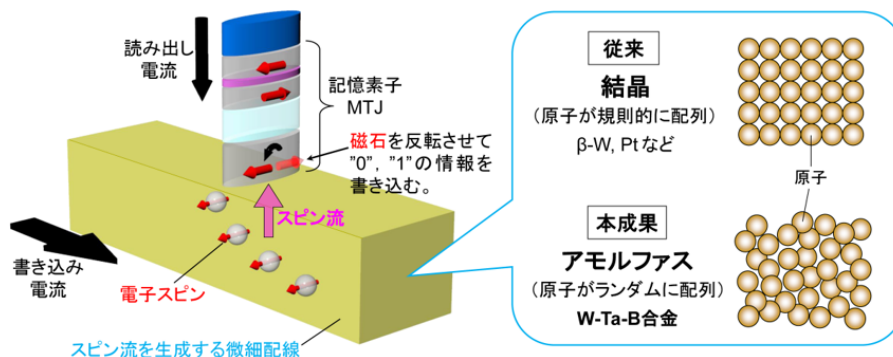 読み出し
電流
記憶素子
MTJ
磁石を反転させて
”0”, ”1”の情報を
書き込む。
スピン流
書き込み
電流
電子スピン
スピン流を生成する微細配線
従来
結晶
（原子が規則的に配列）
β-W, Ptなど
原子
本成果
アモルファス
（原子がランダムに配列）
W-Ta-B合金